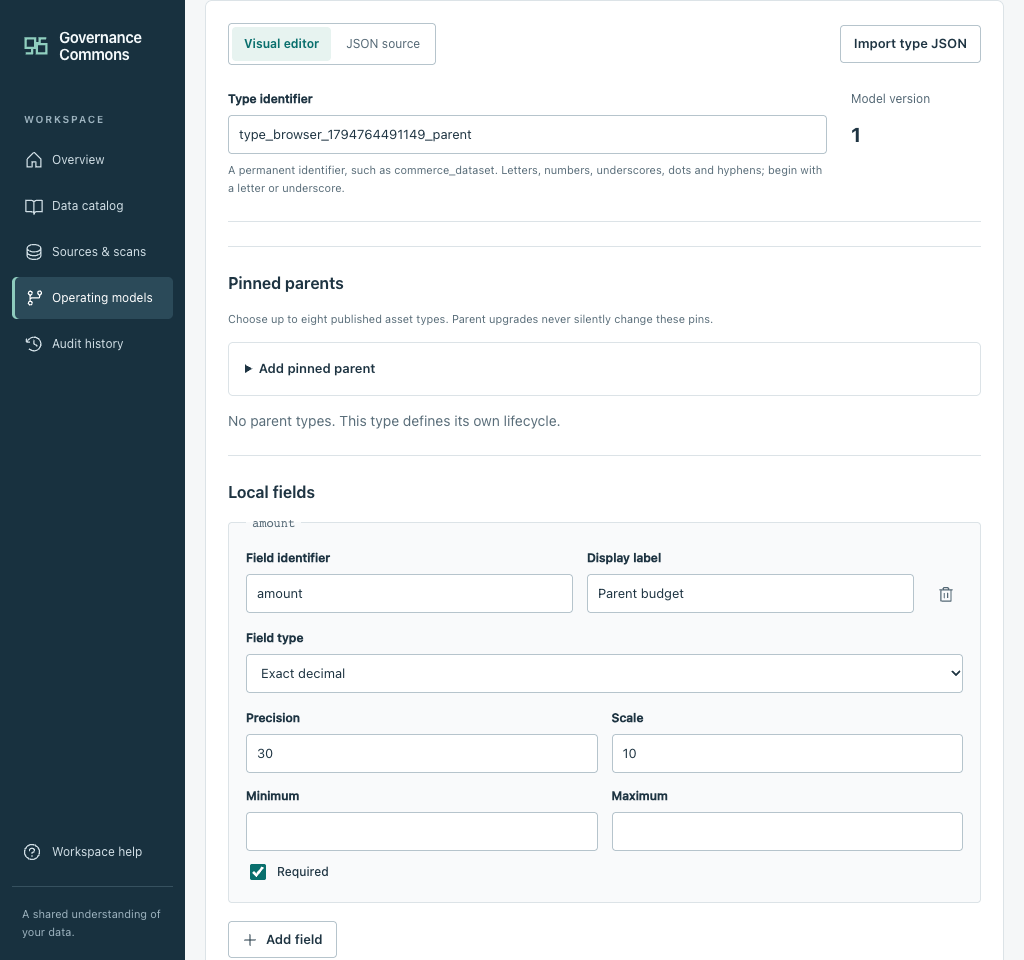 Governance
Commons
WORKSPACE
Overview
Data catalog
Sources & scans
Operating models
Audit history
Workspace help
A shared understanding of
your data.
Visual editor
JSON source
Import type JSON
Type identifier
type_browser_1794764491149_parent
A permanent identifier, such as commerce_dataset. Letters, numbers, underscores, dots and hyphens; begin with
a letter or underscore.
Model version
1
Pinned parents
Choose up to eight published asset types. Parent upgrades never silently change these pins.
Add pinned parent
No parent types. This type defines its own lifecycle.
Local fields
amount
Field identifier
Display label
amount
Parent budget
Field type
Exact decimal
Precision
Scale
30
10
Minimum
Maximum
Required
Add field